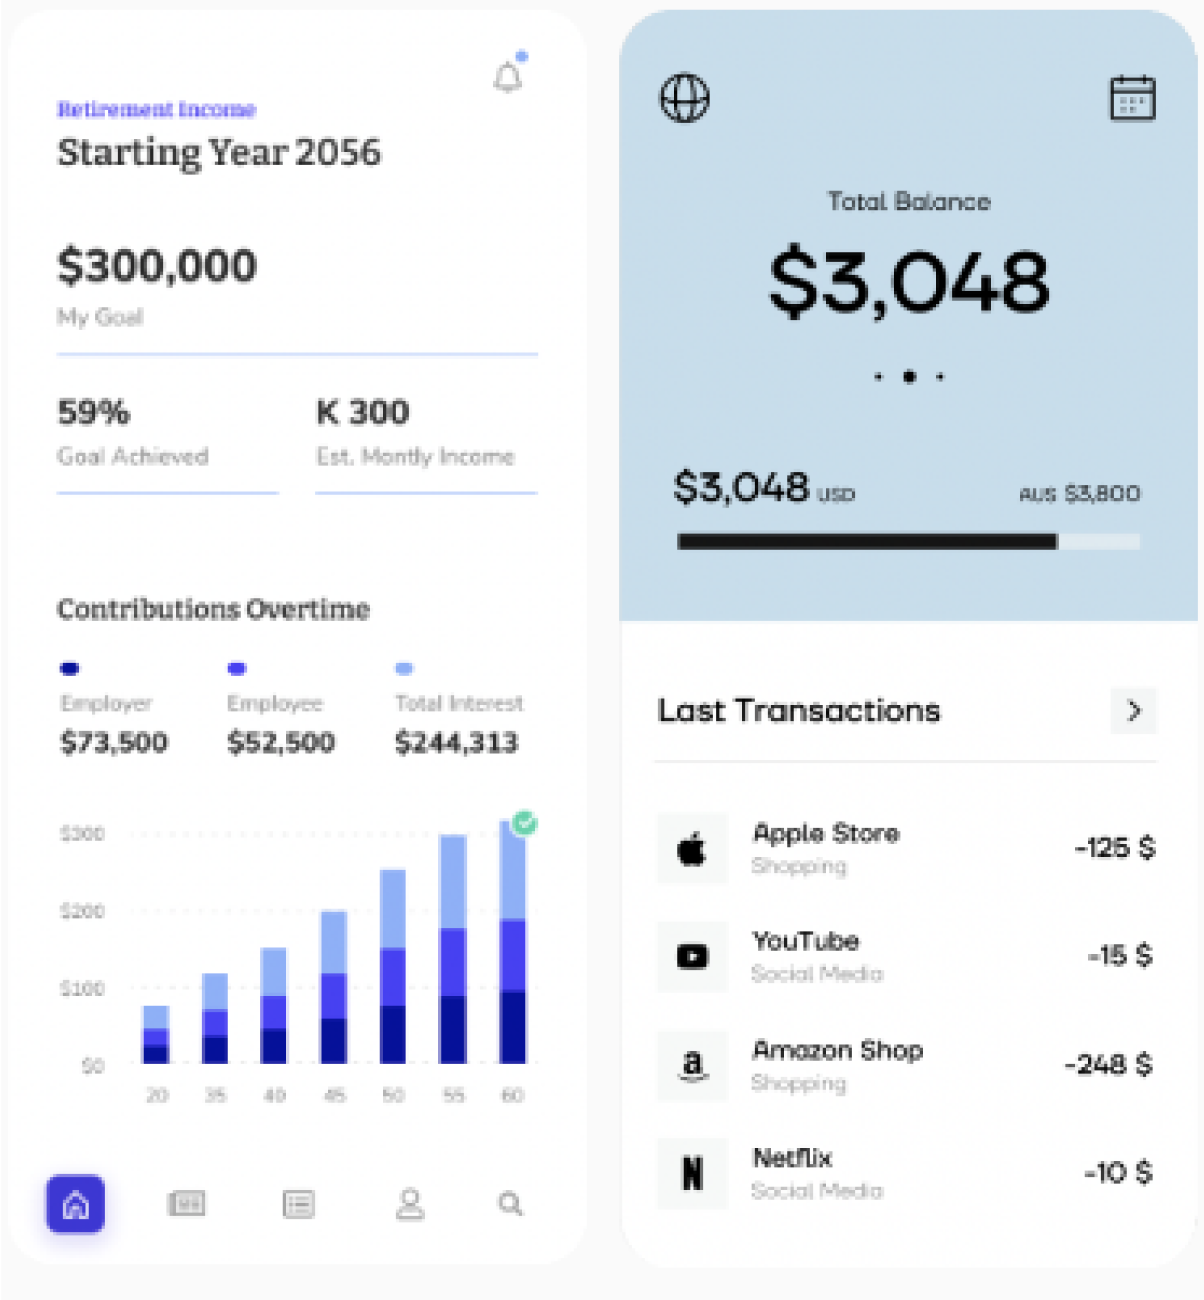 Retirement Income
Starting Year 2056
$300,000
My Goal
59%
Goal Achieved
K 300
Est. Montly Income
Contributions Overtime
Employer
$73,500
Employee
$52,500
Total Interest
$244,313
$300
$200
$100
$0
20 35 40 45 50 55 60
Total Balance
$3,048
$3,048 USD
AUS $3,800
Last Transactions
Apple Store
Shopping
-125 $
YouTube
Social Media
-15 $
a
Amazon Shop
Shopping
-248 $
N
Netflix
Social Media
-10 $